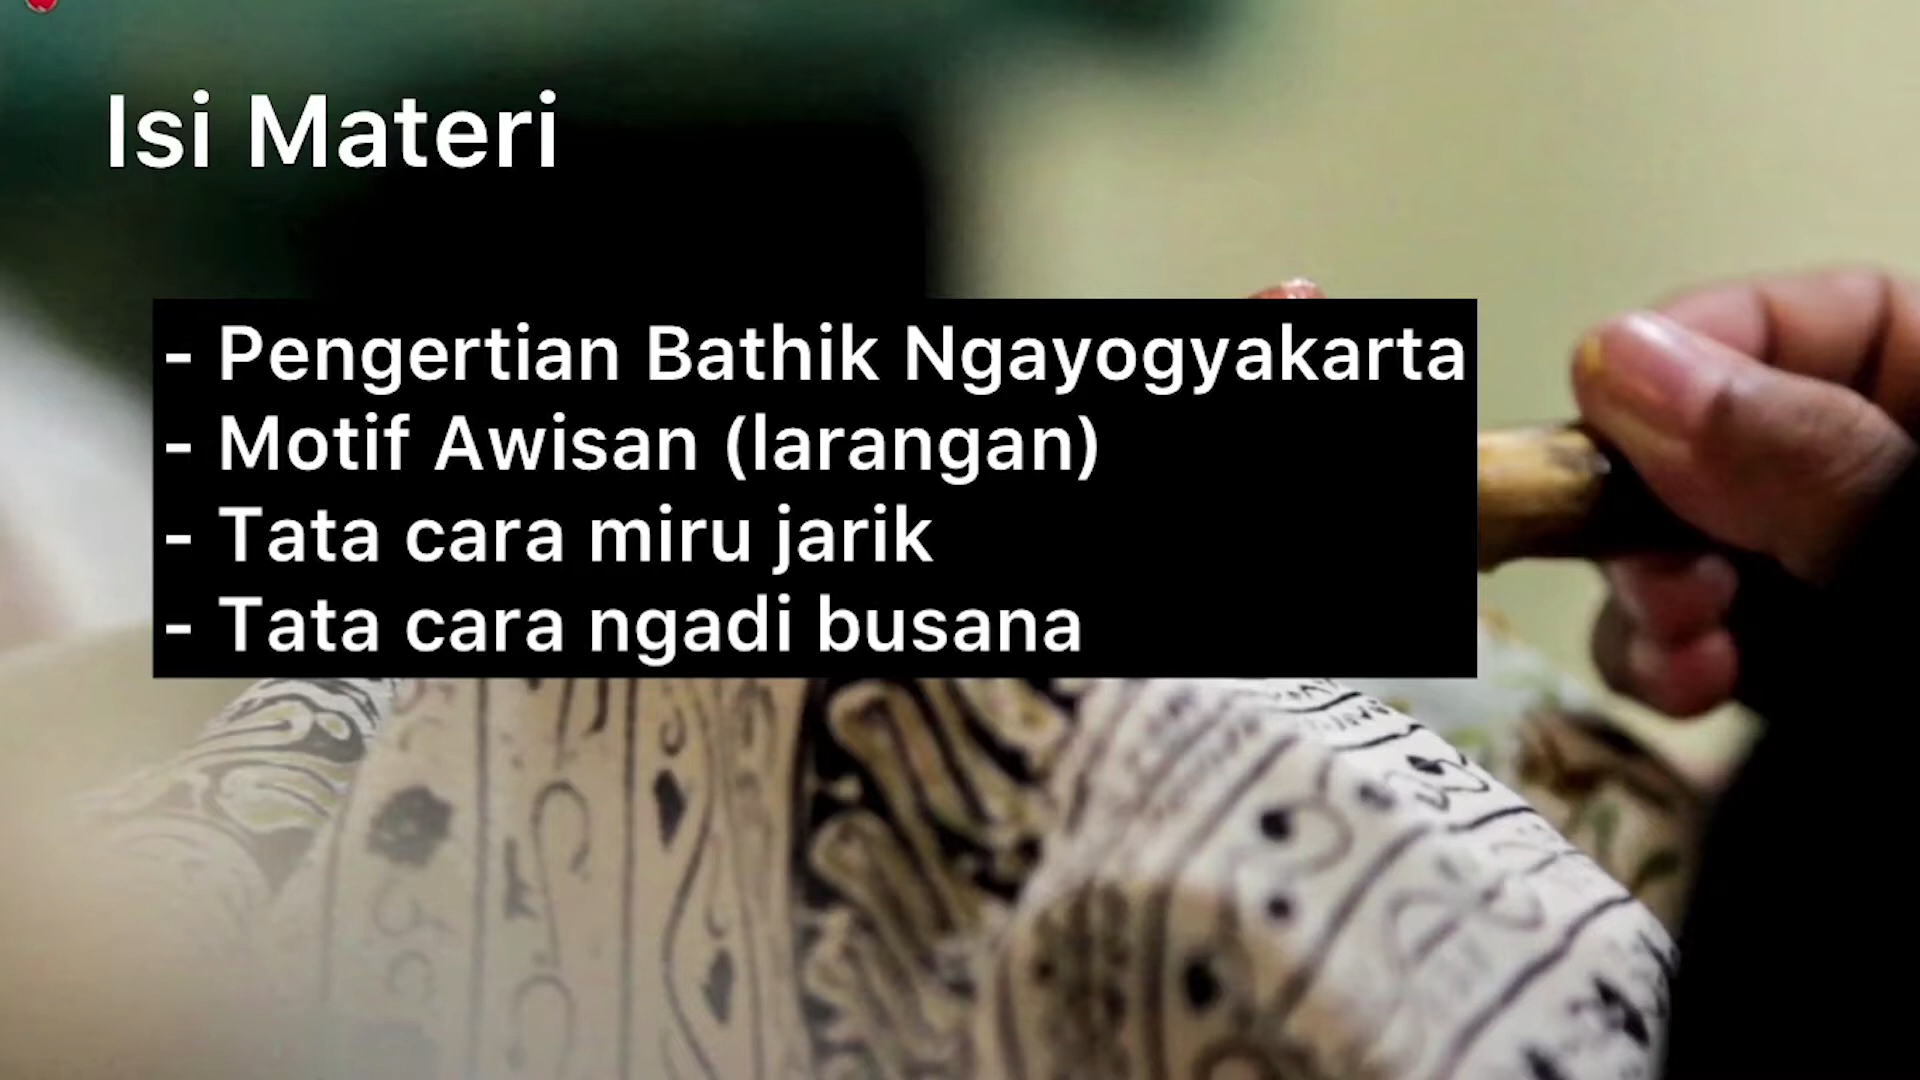 Isi Materi
- Pengertian Bathik Ngayogyakarta
- Motif Awisan (larangan)
- Tata cara miru jarik
- Tata cara ngadi busana